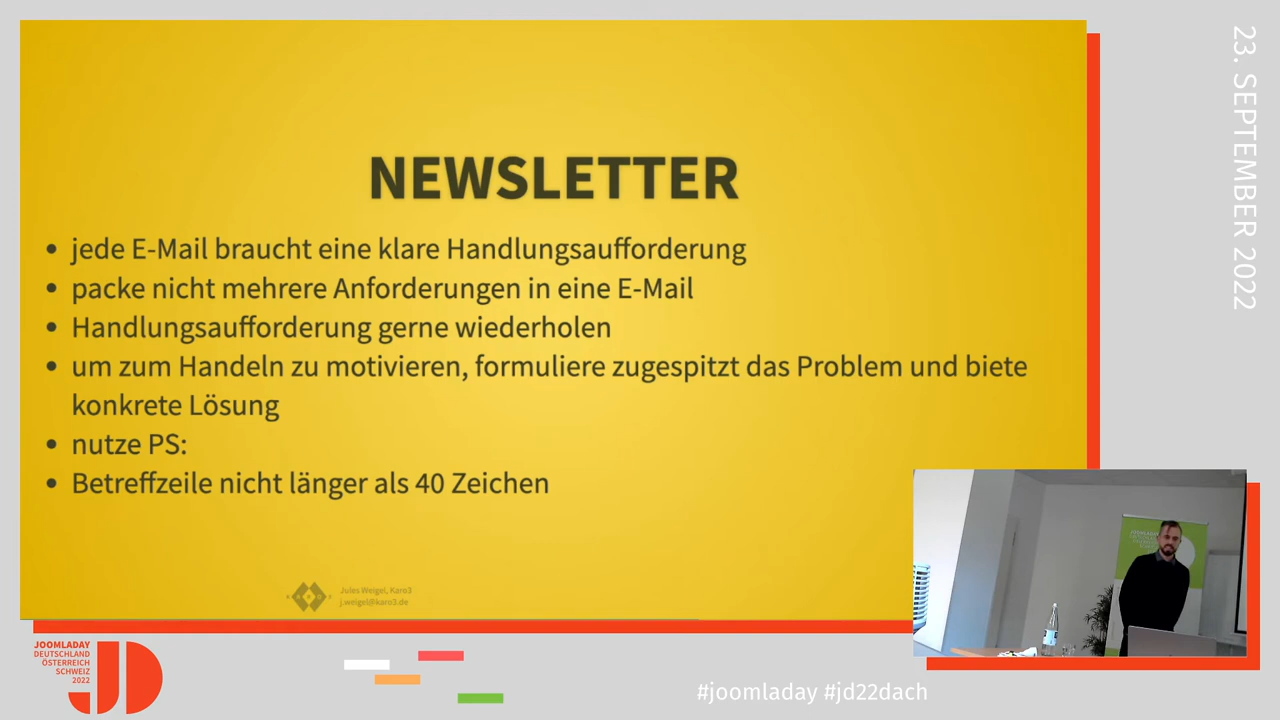 NEWSLETTER
• jede E-Mail braucht eine klare Handlungsaufforderung
• packe nicht mehrere Anforderungen in eine E-Mail
• Handlungsaufforderung gerne wiederholen
• um zum Handeln zu motivieren, formuliere zugespitzt das Problem und biete
konkrete Lösung
• nutze PS:
• Betreffzeile nicht länger als 40 Zeichen
Jules Weigel, Karo3
j.weigel@karo3.de
23. SEPTEMBER 2022
JOOMLADAY
DEUTSCHLAND
ÖSTERREICH
SCHWEIZ
2022
JD
#joomladay #jd22dach